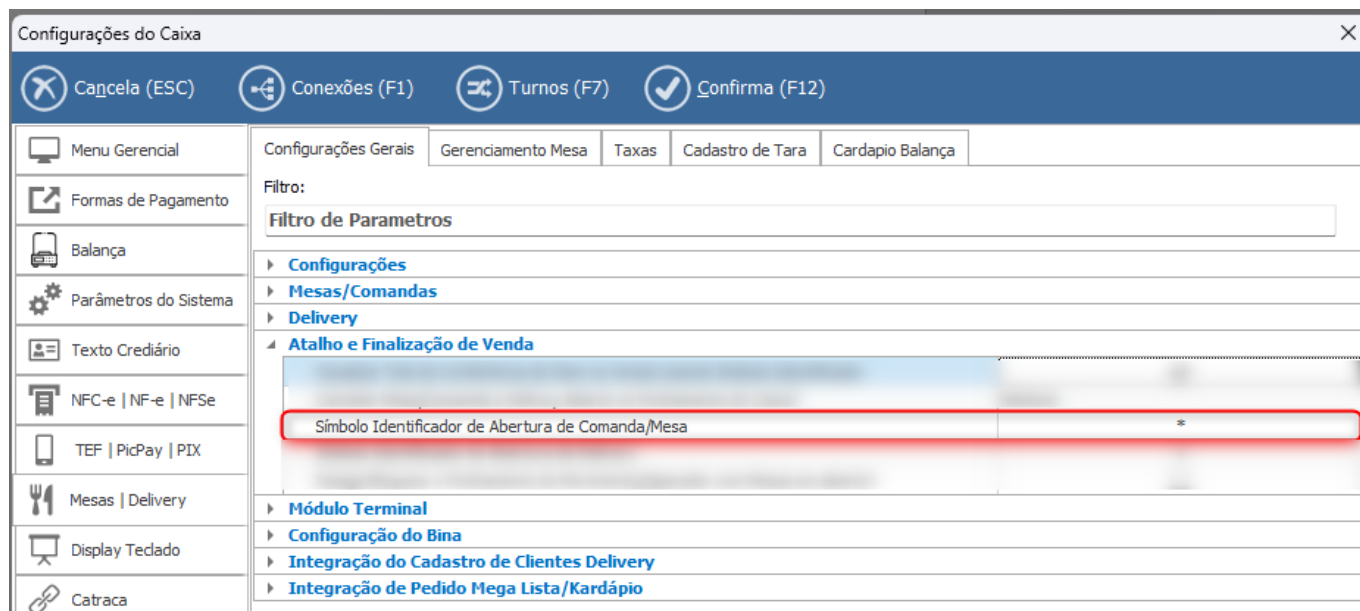 Configurações do Caixa
Cancela (ESC) Conexões (F1) Turnos (F7) Confirma (F12)
Menu Gerencial
Formas de Pagamento
Balança
Parâmetros do Sistema
Texto Crediário
NFC-e | NF-e | NFSe
TEF | PicPay | PIX
Mesas | Delivery
Display Teclado
Catraca
Configurações Gerais Gerenciamento Mesa Taxas Cadastro de Tara Cardapio Balança
Filtro:
Filtro de Parametros
Configurações
Mesas/Comandas
Delivery
Atalho e Finalização de Venda
Símbolo Identificador de Abertura de Comanda/Mesa *
Módulo Terminal
Configuração do Bina
Integração do Cadastro de Clientes Delivery
Integração de Pedido Mega Lista/Kardápio